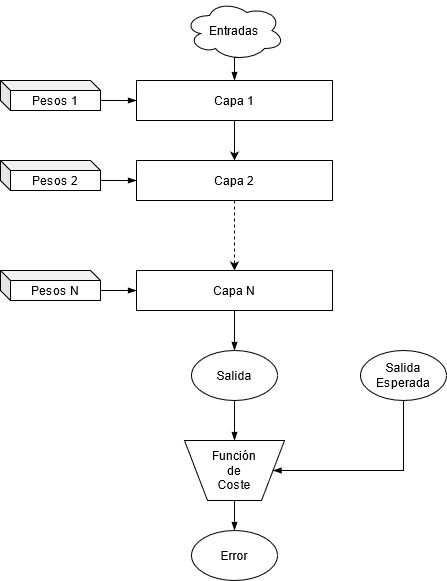 Entradas
Pesos 1
Capa 1
Pesos 2
Capa 2
Pesos N
Capa N
Salida
Salida
Esperada
Función
de
Coste
Error